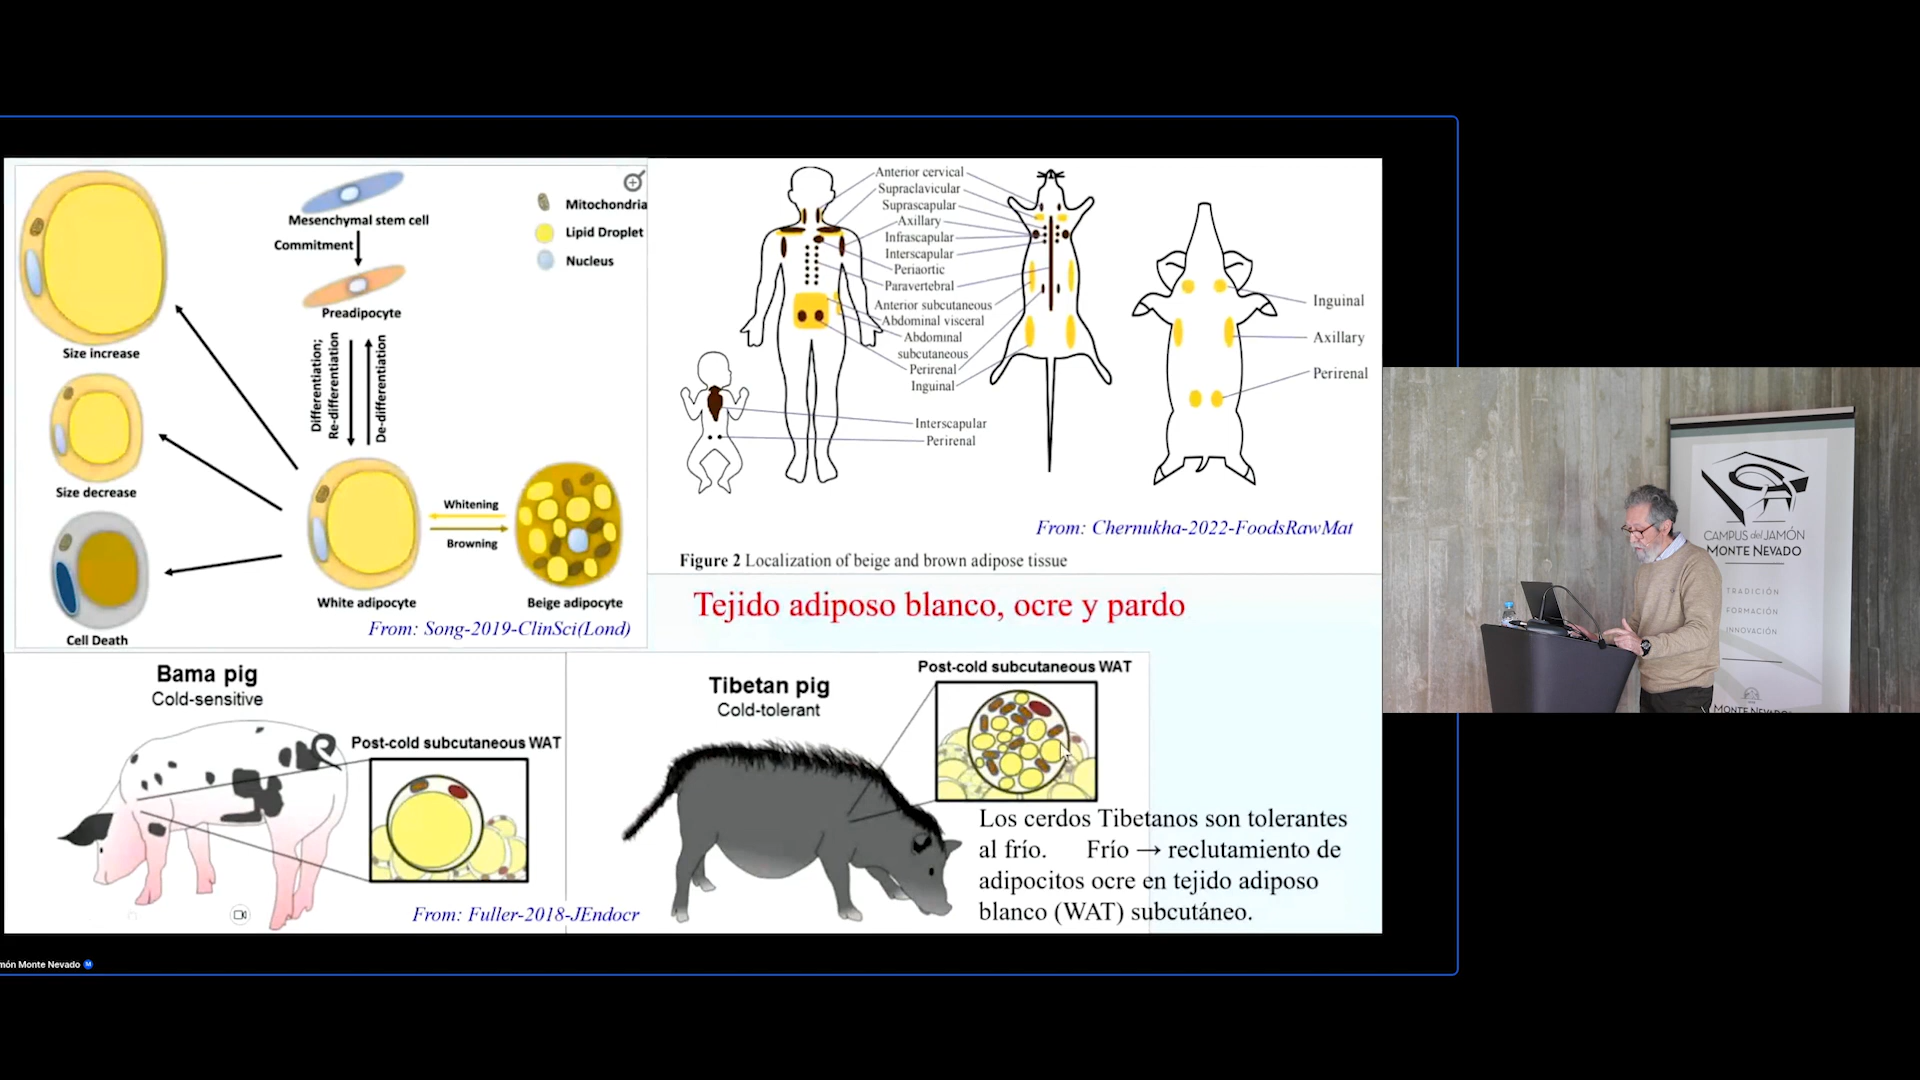 Mesenchymal stem cell
Commitment
Preadipocyte
Differentiation;
Re-differentiation
De-differentiation
Mitochondria
Lipid Droplet
Nucleus
Size increase
Size decrease
Cell Death
Whitening
Browning
White adipocyte
Beige adipocyte
From: Song-2019-ClinSci(Lond)
Anterior cervical
Supraclavicular
Suprascapular
Axillary
Infrascapular
Interscapular
Periaortic
Paravertebral
Anterior subcutaneous
Abdominal visceral
Abdominal
subcutaneous
Perirenal
Inguinal
Interscapular
Perirenal
Inguinal
Axillary
Perirenal
From: Chernukha-2022-FoodsRawMat
Figure 2 Localization of beige and brown adipose tissue
Tejido adiposo blanco, ocre y pardo
Bama pig
Cold-sensitive
Post-cold subcutaneous WAT
From: Fuller-2018-JEndocr
Tibetan pig
Cold-tolerant
Post-cold subcutaneous WAT
Los cerdos Tibetanos son tolerantes
al frío. Frío → reclutamiento de
adipocitos ocre en tejido adiposo
blanco (WAT) subcutáneo.
CAMPUS del JAMÓN
MONTE NEVADO
TRADICIÓN
FORMACIÓN
INNOVACIÓN
MONTE NEVADO
món Monte Nevado M